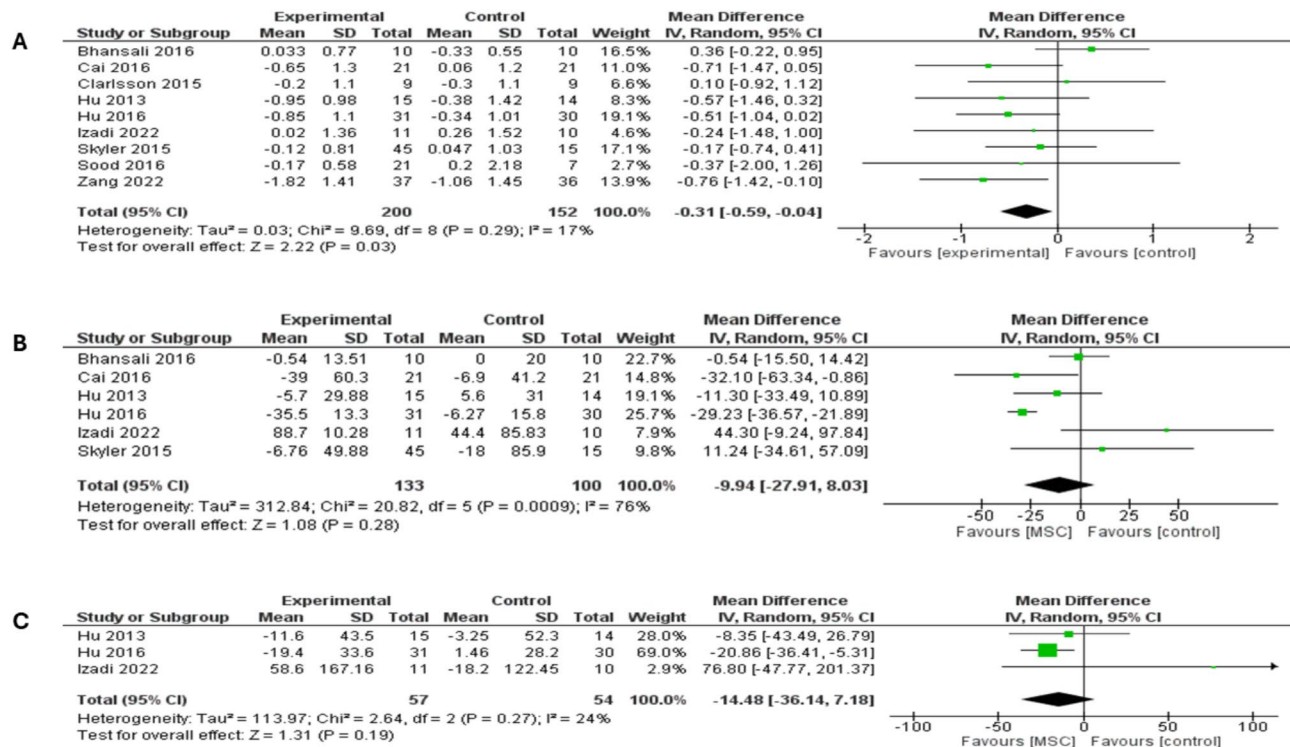 A
Experimental Control Mean Difference Mean Difference
Study or Subgroup Mean SD Total Mean SD Total Weight IV, Random, 95% CI IV, Random, 95% CI
Bhansali 2016 0.033 0.77 10 -0.33 0.55 10 16.5% 0.36 [-0.22, 0.95]
Cai 2016 -0.65 1.3 21 0.06 1.2 21 11.0% -0.71 [-1.47, 0.05]
Clarlsson 2015 -0.2 1.1 9 -0.3 1.1 9 6.6% 0.10 [-0.92, 1.12]
Hu 2013 -0.95 0.98 15 -0.38 1.42 14 8.3% -0.57 [-1.46, 0.32]
Hu 2016 -0.85 1.1 31 -0.34 1.01 30 19.1% -0.51 [-1.04, 0.02]
Izadi 2022 0.02 1.36 11 0.26 1.52 10 4.6% -0.24 [-1.48, 1.00]
Skyler 2015 -0.12 0.81 45 0.047 1.03 15 17.1% -0.17 [-0.74, 0.41]
Sood 2016 -0.17 0.58 21 0.2 2.18 7 2.7% -0.37 [-2.00, 1.26]
Zang 2022 -1.82 1.41 37 -1.06 1.45 36 13.9% -0.76 [-1.42, -0.10]
Total (95% CI) 200 152 100.0% -0.31 [-0.59, -0.04]
Heterogeneity: Tau² = 0.03; Chi² = 9.69, df = 8 (P = 0.29); I² = 17%
Test for overall effect: Z = 2.22 (P = 0.03)
-2 -1 0 1 2
Favours [experimental] Favours [control]
B
Experimental Control Mean Difference Mean Difference
Study or Subgroup Mean SD Total Mean SD Total Weight IV, Random, 95% CI IV, Random, 95% CI
Bhansali 2016 -0.54 13.51 10 0 20 10 22.7% -0.54 [-15.50, 14.42]
Cai 2016 -39 60.3 21 -6.9 41.2 21 14.8% -32.10 [-63.34, -0.86]
Hu 2013 -5.7 29.88 15 5.6 31 14 19.1% -11.30 [-33.49, 10.89]
Hu 2016 -35.5 13.3 31 -6.27 15.8 30 25.7% -29.23 [-36.57, -21.89]
Izadi 2022 88.7 10.28 11 44.4 85.83 10 7.9% 44.30 [-9.24, 97.84]
Skyler 2015 -6.76 49.88 45 -18 85.9 15 9.8% 11.24 [-34.61, 57.09]
Total (95% CI) 133 100 100.0% -9.94 [-27.91, 8.03]
Heterogeneity: Tau² = 312.84; Chi² = 20.82, df = 5 (P = 0.0009); I² = 76%
Test for overall effect: Z = 1.08 (P = 0.28)
-50 -25 0 25 50
Favours [MSC] Favours [control]
C
Experimental Control Mean Difference Mean Difference
Study or Subgroup Mean SD Total Mean SD Total Weight IV, Random, 95% CI IV, Random, 95% CI
Hu 2013 -11.6 43.5 15 -3.25 52.3 14 28.0% -8.35 [-43.49, 26.79]
Hu 2016 -19.4 33.6 31 1.46 28.2 30 69.0% -20.86 [-36.41, -5.31]
Izadi 2022 58.6 167.16 11 -18.2 122.45 10 2.9% 76.80 [-47.77, 201.37]
Total (95% CI) 57 54 100.0% -14.48 [-36.14, 7.18]
Heterogeneity: Tau² = 113.97; Chi² = 2.64, df = 2 (P = 0.27); I² = 24%
Test for overall effect: Z = 1.31 (P = 0.19)
-100 -50 0 50 100
Favours [MSC] Favours [control]